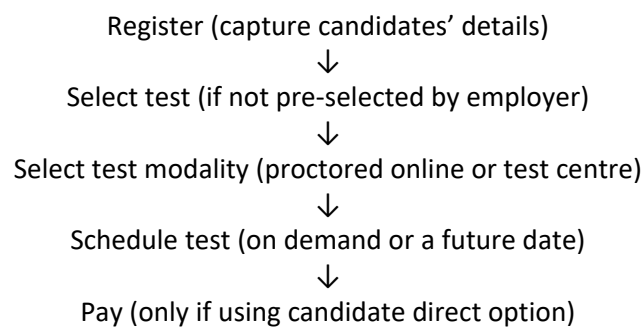 Register (capture candidates’ details)
↓
Select test (if not pre-selected by employer)
↓
Select test modality (proctored online or test centre)
↓
Schedule test (on demand or a future date)
↓
Pay (only if using candidate direct option)